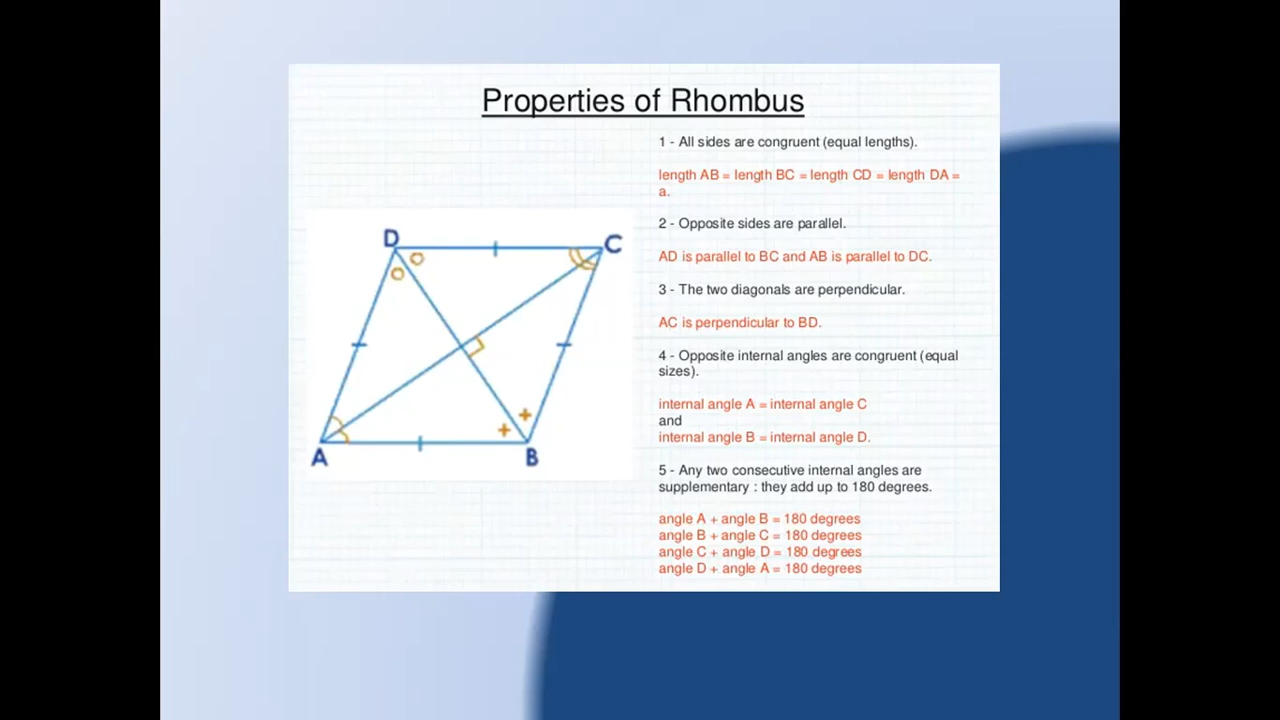 Properties of Rhombus
1 - All sides are congruent (equal lengths).
length AB = length BC = length CD = length DA =
a.
2 - Opposite sides are parallel.
AD is parallel to BC and AB is parallel to DC.
3 - The two diagonals are perpendicular.
AC is perpendicular to BD.
4 - Opposite internal angles are congruent (equal
sizes).
internal angle A = internal angle C
and
internal angle B = internal angle D.
5 - Any two consecutive internal angles are
supplementary : they add up to 180 degrees.
angle A + angle B = 180 degrees
angle B + angle C = 180 degrees
angle C + angle D = 180 degrees
angle D + angle A = 180 degrees
D
C
A
B